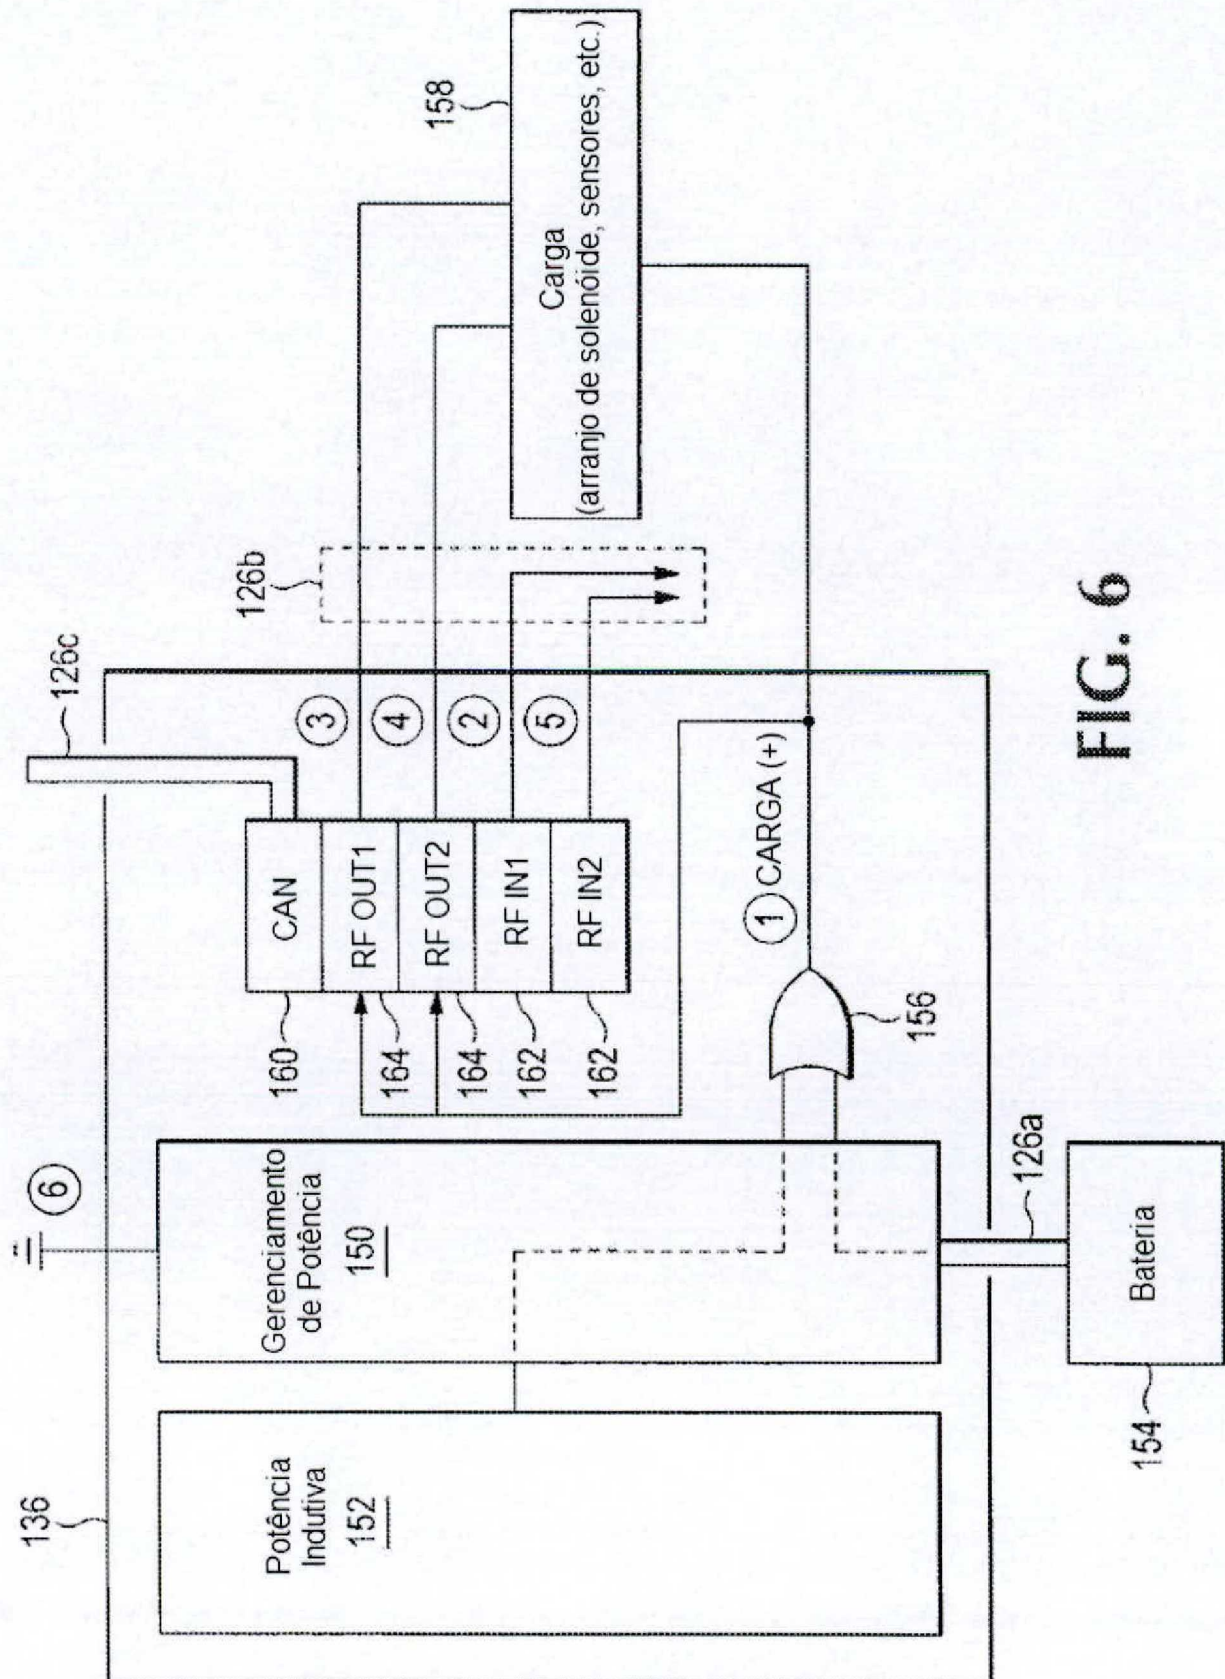 136
Potência
Indutiva
152
6
Gerenciamento
de Potência
150
154
Bateria
126a
156
1 CARGA (+)
160
164
164
162
162
CAN
RF OUT1
RF OUT2
RF IN1
RF IN2
3
4
2
5
126c
126b
158
Carga
(arranjo de solenóide, sensores, etc.)
FIG. 6